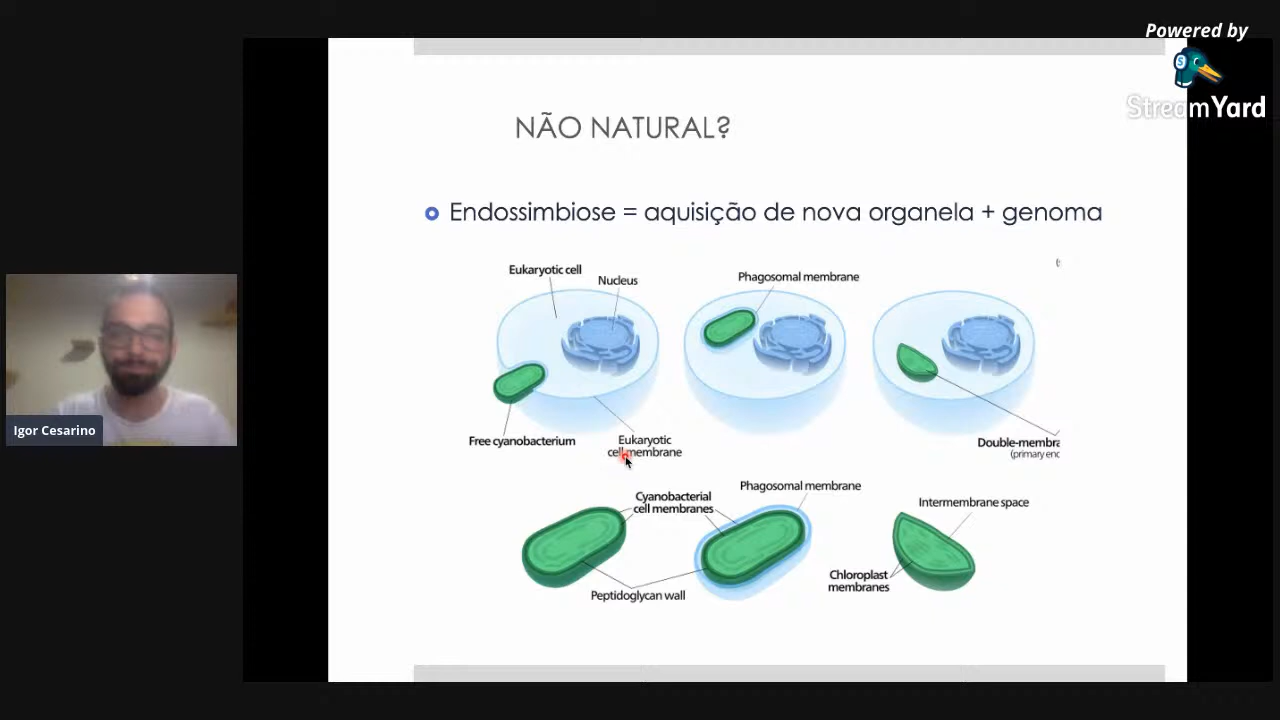 Powered by
StreamYard
NÃO NATURAL?
Endossimbiose = aquisição de nova organela + genoma
Eukaryotic cell
Nucleus
Phagosomal membrane
Free cyanobacterium
Eukaryotic
cell membrane
Double-membra
(primary end
Cyanobacterial
cell membranes
Phagosomal membrane
Intermembrane space
Peptidoglycan wall
Chloroplast
membranes
Igor Cesarino